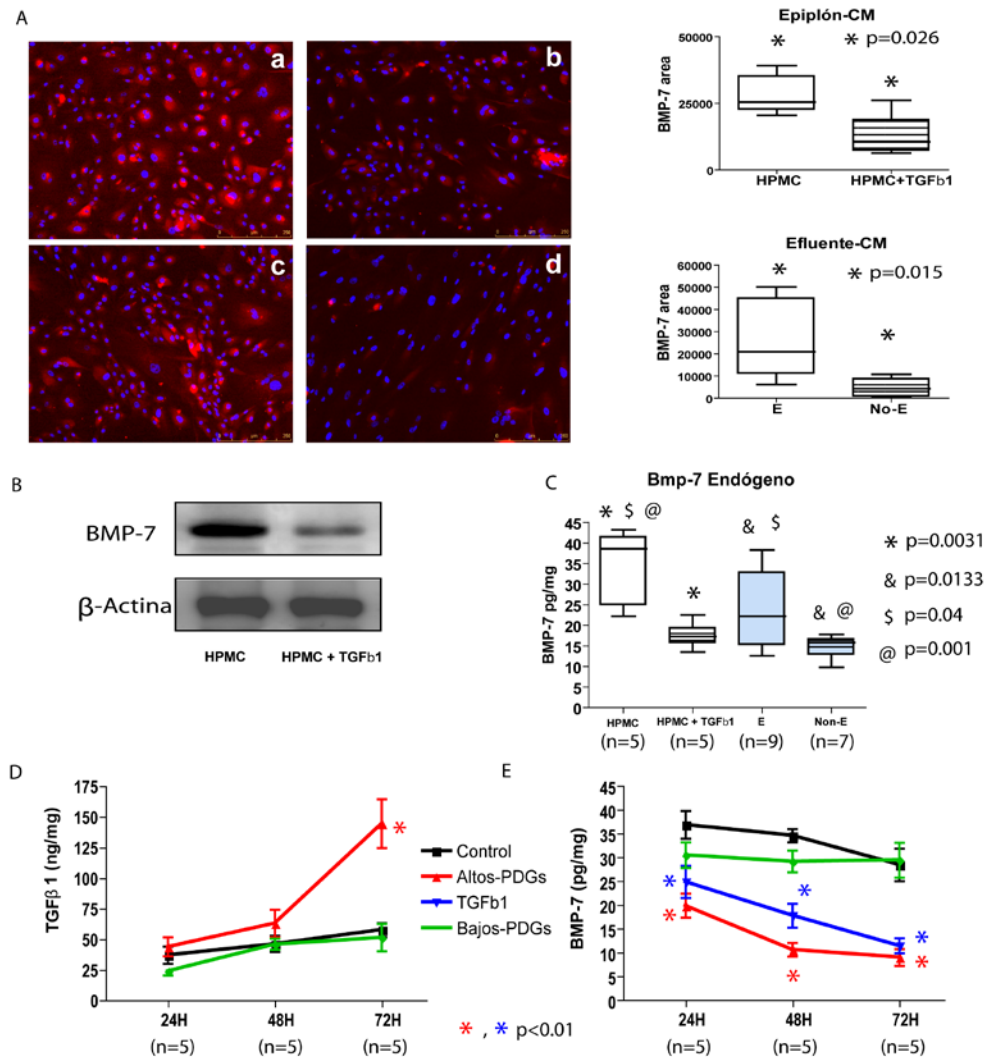 A
a
b
c
d
Epiplón-CM
* * p=0.026
*
BMP-7 area
50000
25000
0
HPMC HPMC+TGFb1
Efluente-CM
* * p=0.015
*
BMP-7 area
60000
50000
40000
30000
20000
10000
0
E No-E
B
BMP-7
β-Actina
HPMC HPMC + TGFb1
C
Bmp-7 Endógeno
* $ @
*
& $
& @
* p=0.0031
& p=0.0133
$ p=0.04
@ p=0.001
BMP-7 pg/mg
45
40
35
30
25
20
15
10
5
0
HPMC HPMC + TGFb1 E Non-E
(n=5) (n=5) (n=9) (n=7)
D
TGFβ 1 (ng/mg)
175
150
125
100
75
50
25
0
*
24H 48H 72H
(n=5) (n=5) (n=5)
Control
Altos-PDGs
TGFb1
Bajos-PDGs
* , * p<0.01
E
BMP-7 (pg/mg)
45
40
35
30
25
20
15
10
5
0
* * *
* * *
24H 48H 72H
(n=5) (n=5) (n=5)